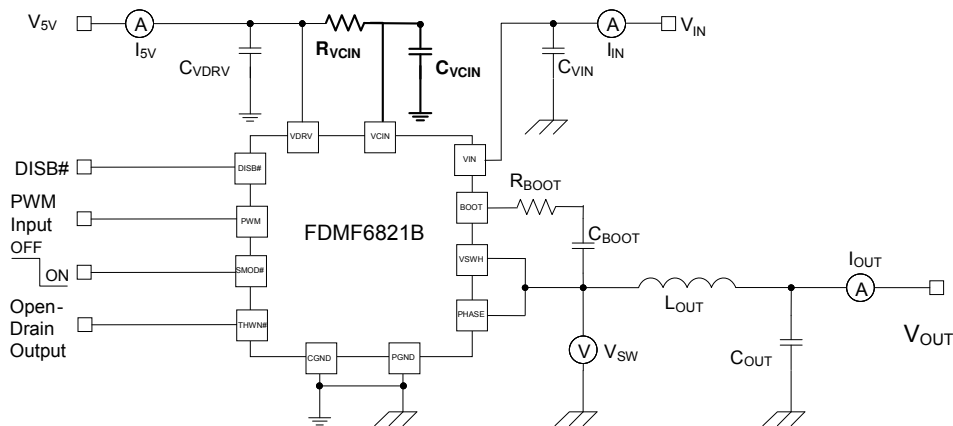 V5V
A
I5V
RVCIN
CVDRV
CVCIN
CVIN
A
IIN
VIN
VDRV
VCIN
VIN
DISB#
DISB#
PWM
Input
PWM
OFF
ON
SMOD#
Open-
Drain
Output
THWN#
FDMF6821B
BOOT
RBOOT
CBOOT
VSWH
PHASE
CGND
PGND
V
VSW
LOUT
COUT
IOUT
A
VOUT